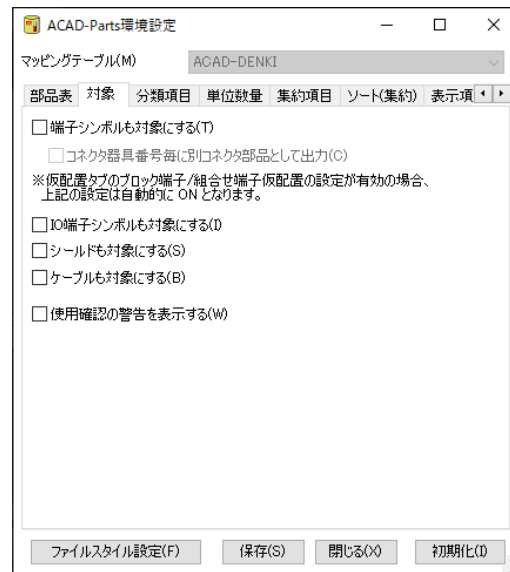 ACAD-Parts環境設定
マッピングテーブル(M) ACAD-DENKI
部品表 対象 分類項目 単位数量 集約項目 ソート(集約) 表示項
端子シンボルも対象にする(T)
コネクタ器具番号毎に別コネクタ部品として出力(C)
※仮配置タブのブロック端子/組合せ端子仮配置の設定が有効の場合、
上記の設定は自動的に ON となります。
IO端子シンボルも対象にする(I)
シールドも対象にする(S)
ケーブルも対象にする(B)
使用確認の警告を表示する(W)
ファイルスタイル設定(F) 保存(S) 閉じる(X) 初期化(I)